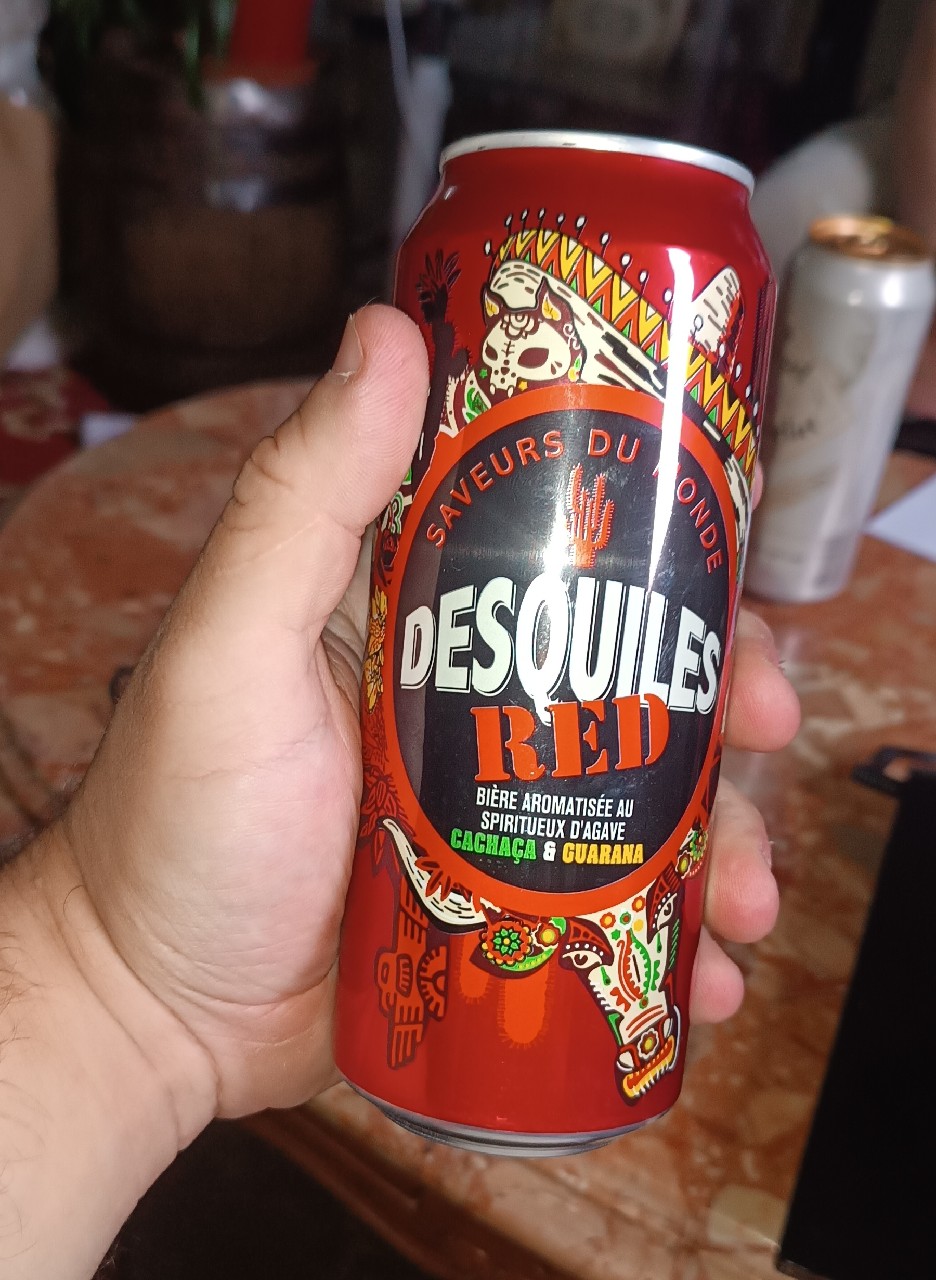 SAVEURS DU MONDE
DESQUILES
RED
BIÈRE AROMATISÉE AU
SPIRITUEUX D'AGAVE
CACHAÇA & GUARANA